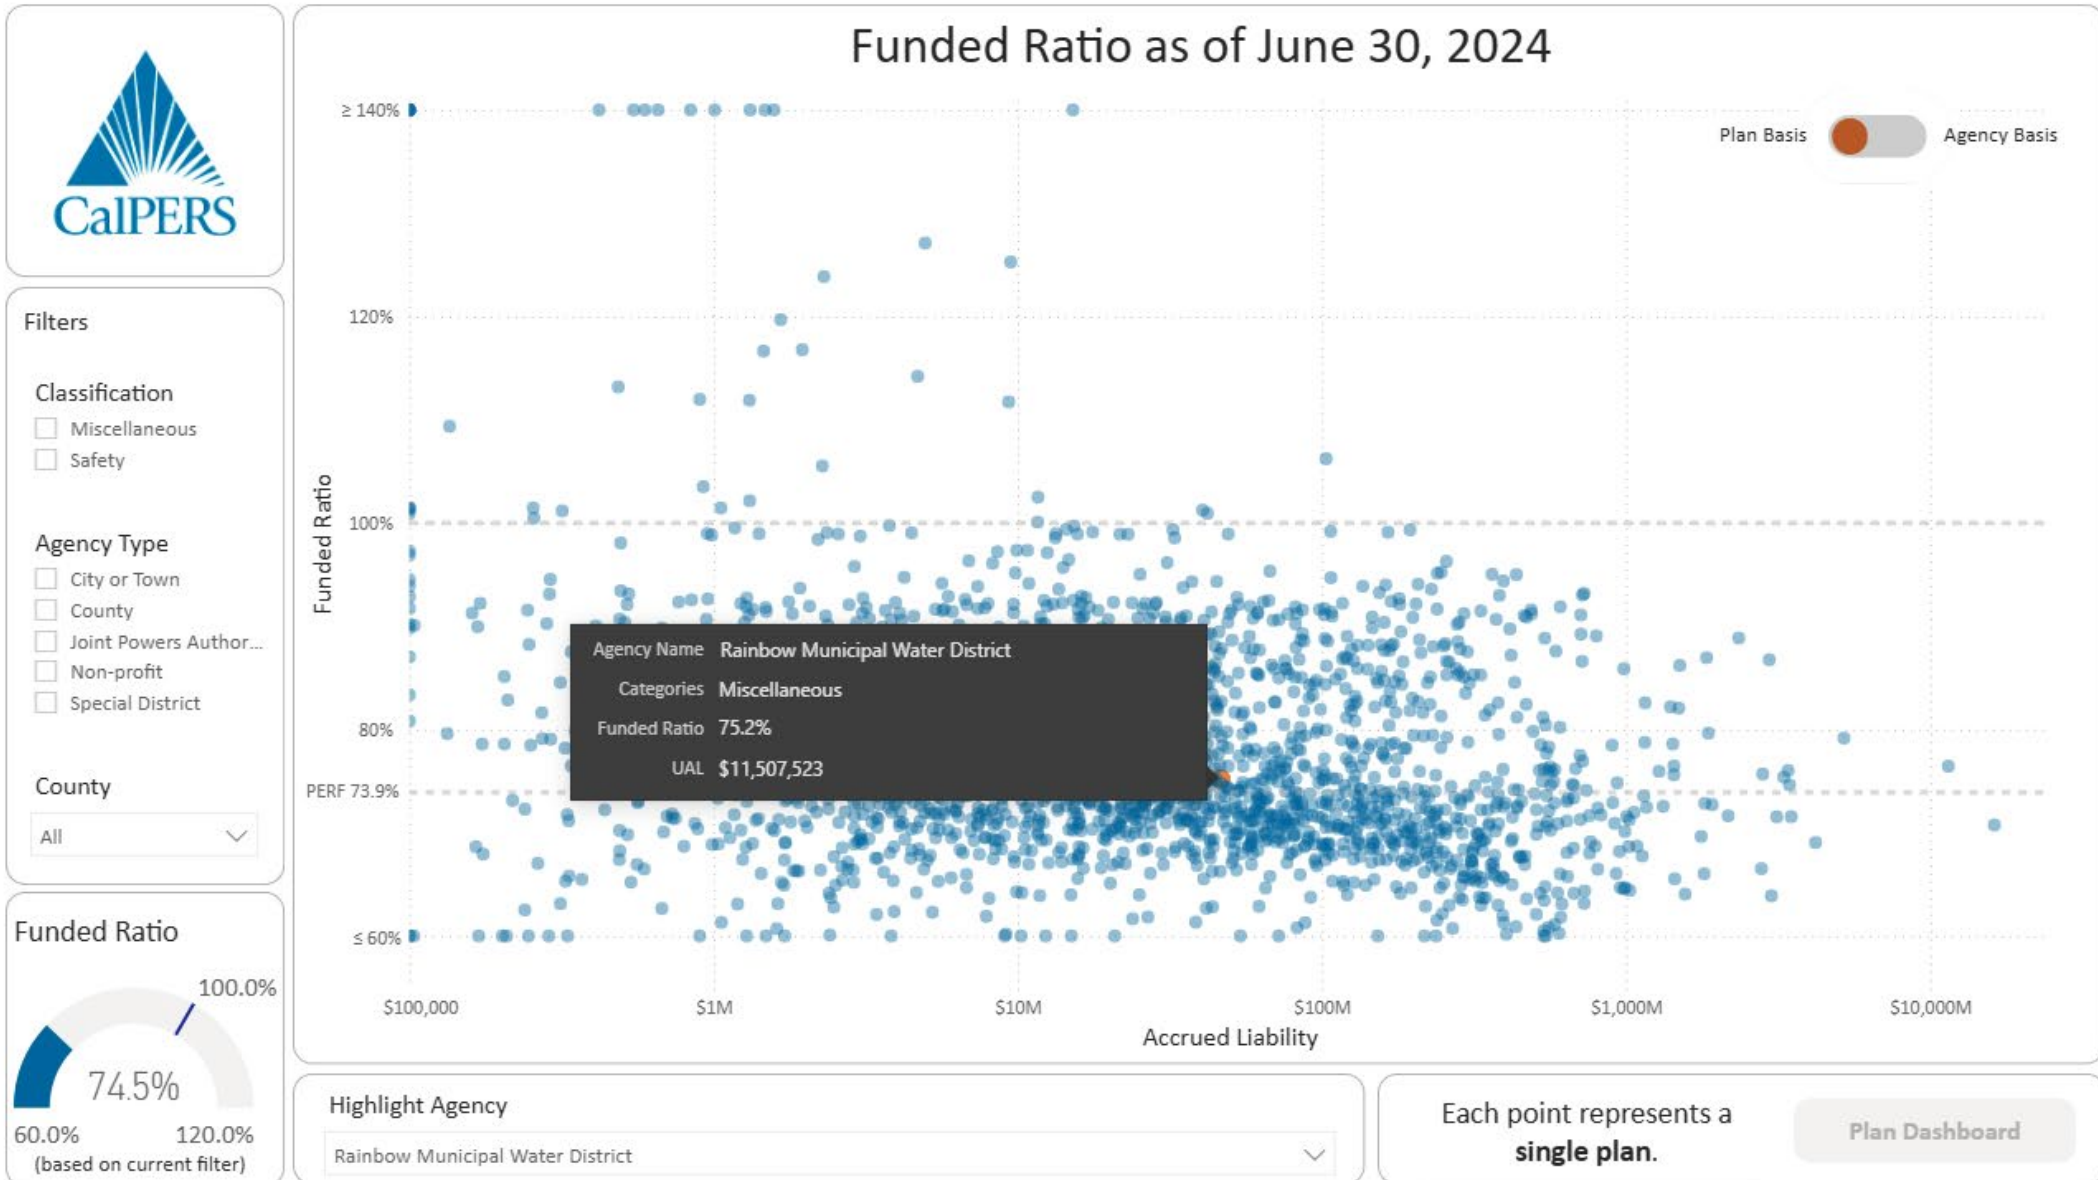 CalPERS
Filters
Classification
Miscellaneous
Safety
Agency Type
City or Town
County
Joint Powers Author...
Non-profit
Special District
County
All
Funded Ratio
100.0%
74.5%
60.0%
120.0%
(based on current filter)
Funded Ratio as of June 30, 2024
Plan Basis
Agency Basis
Funded Ratio
≥ 140%
120%
100%
80%
PERF 73.9%
≤ 60%
Agency Name Rainbow Municipal Water District
Categories Miscellaneous
Funded Ratio 75.2%
UAL $11,507,523
$100,000
$1M
$10M
$100M
$1,000M
$10,000M
Accrued Liability
Highlight Agency
Rainbow Municipal Water District
Each point represents a
single plan.
Plan Dashboard